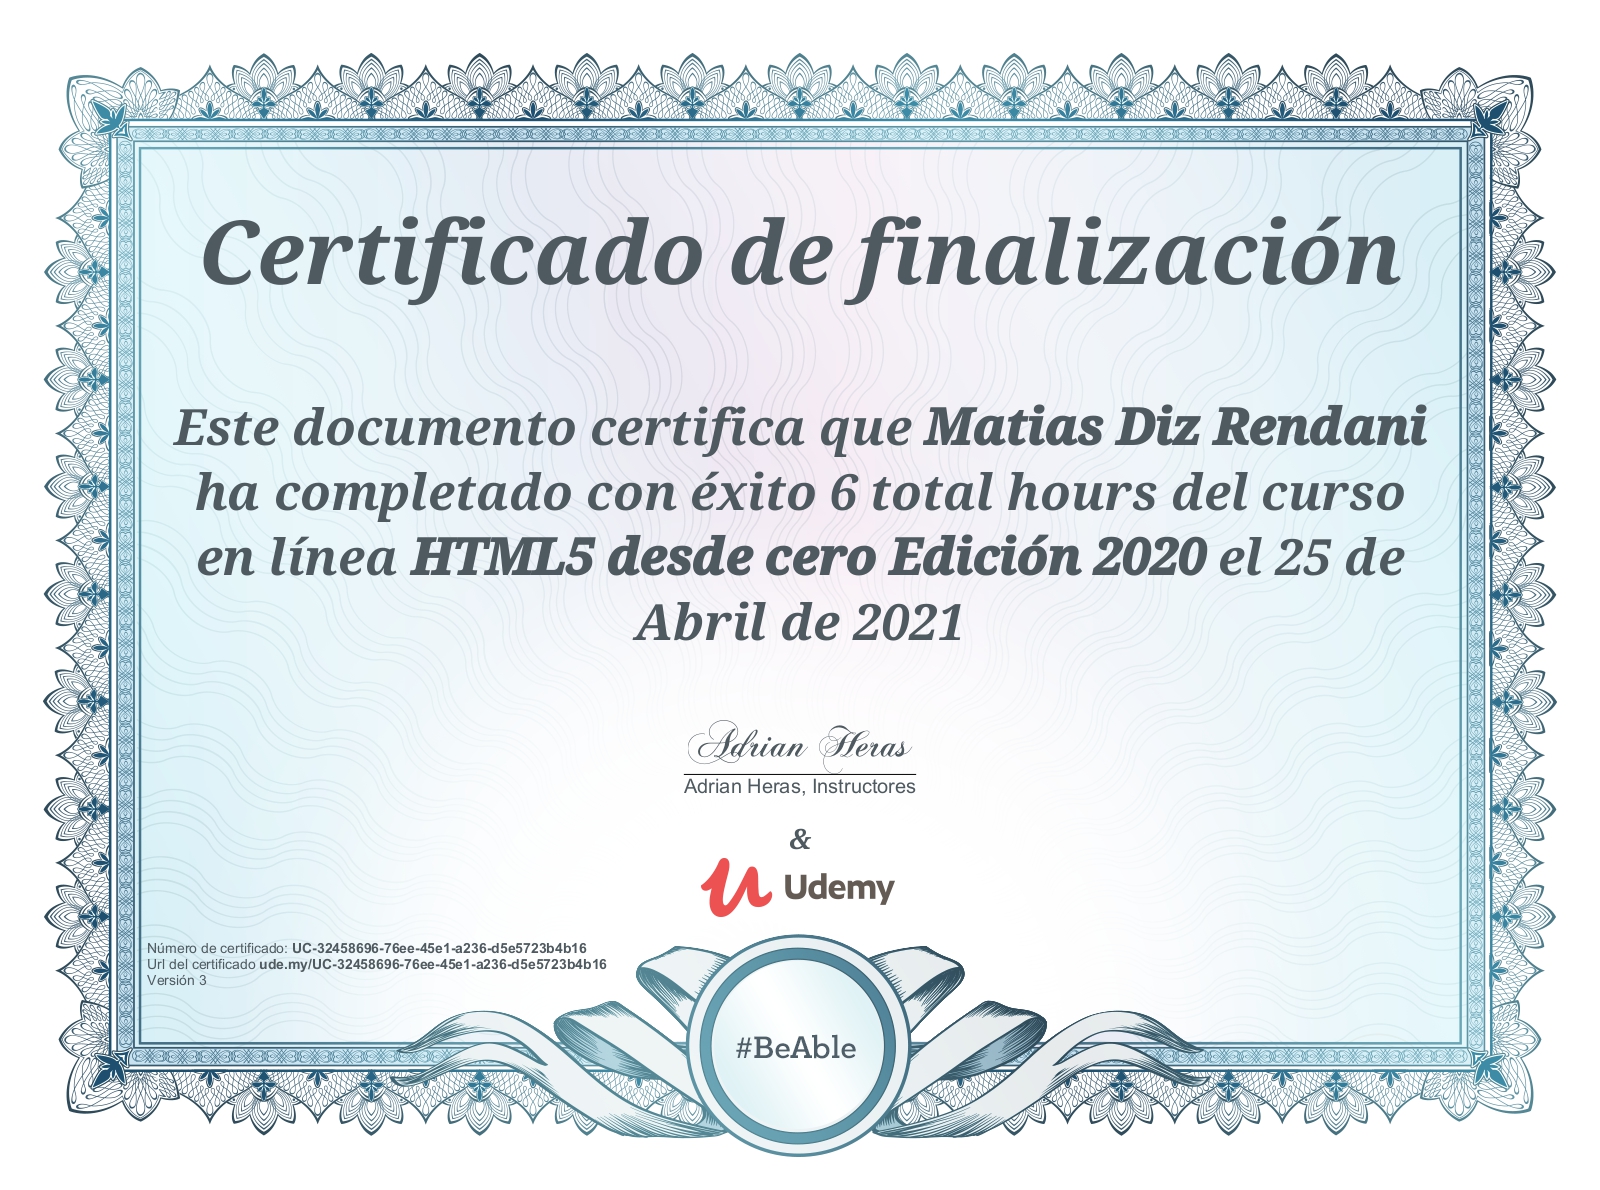 Certificado de finalización
Este documento certifica que Matias Diz Rendani
ha completado con éxito 6 total hours del curso
en línea HTML5 desde cero Edición 2020 el 25 de
Abril de 2021
Adrian Heras
Adrian Heras, Instructores
&
Udemy
Número de certificado: UC-32458696-76ee-45e1-a236-d5e5723b4b16
Url del certificado ude.my/UC-32458696-76ee-45e1-a236-d5e5723b4b16
Versión 3
#BeAble